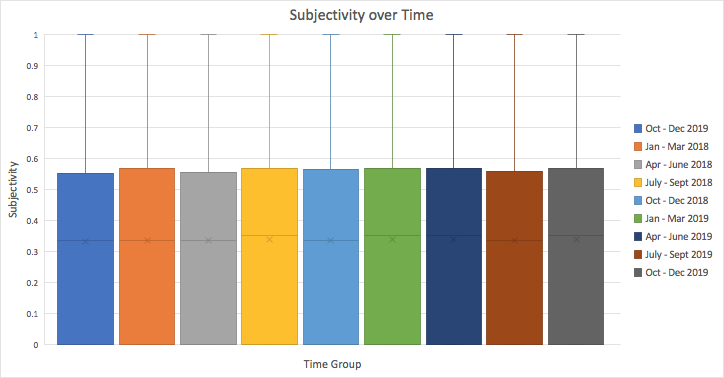 Subjectivity over Time
1
0.9
0.8
0.7
0.6
0.5
0.4
0.3
0.2
0.1
0
Subjectivity
Time Group
Oct - Dec 2019
Jan - Mar 2018
Apr - June 2018
July - Sept 2018
Oct - Dec 2018
Jan - Mar 2019
Apr - June 2019
July - Sept 2019
Oct - Dec 2019